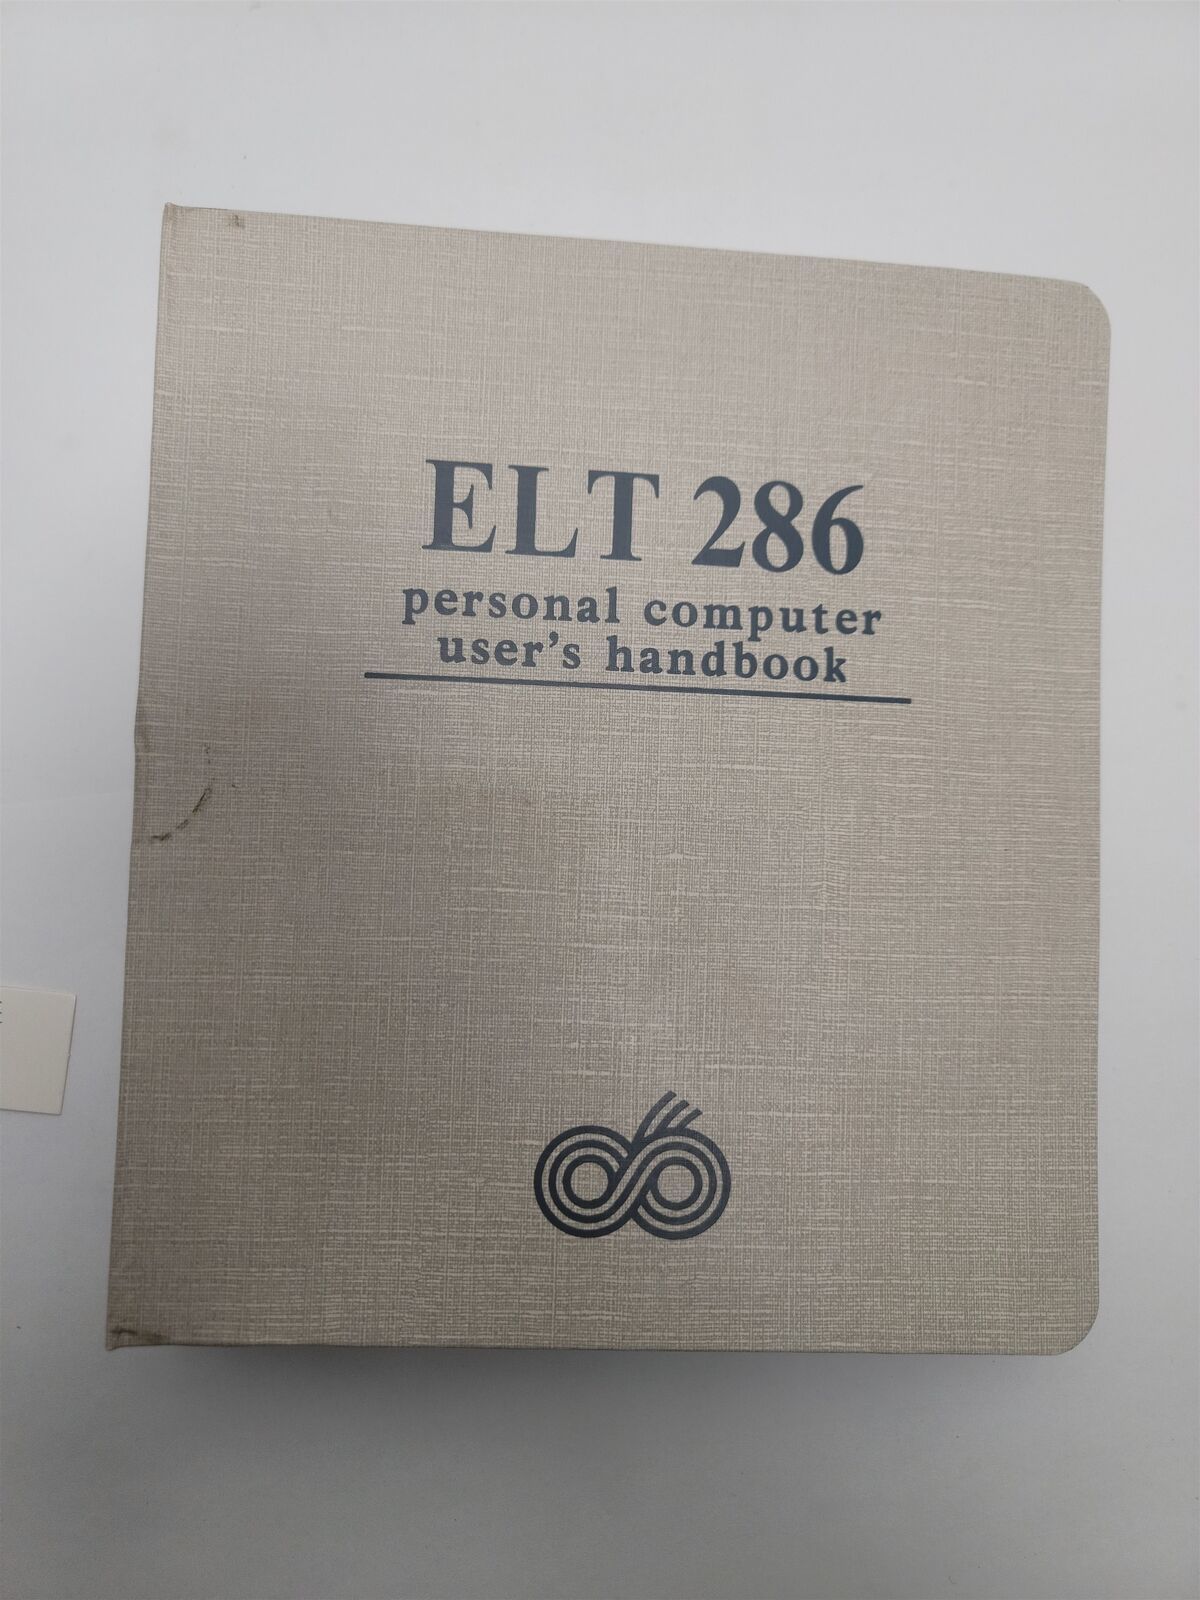 ELT 286
personal computer
user's handbook